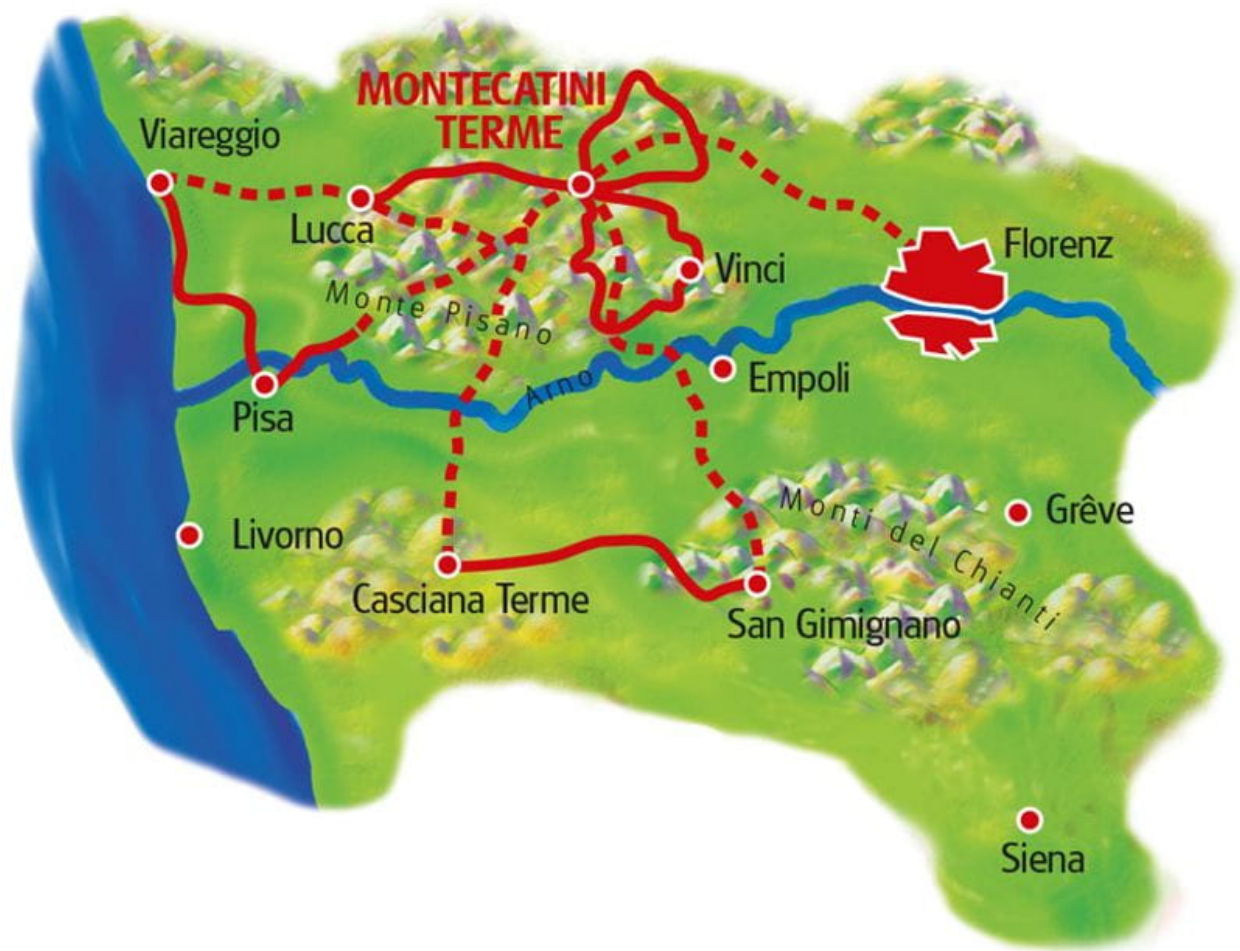 MONTECATINI
TERME
Viareggio
Lucca
Florenz
Vinci
Monte Pisano
Arno
Empoli
Pisa
Monti del Chianti
Grêve
Livorno
Casciana Terme
San Gimignano
Siena